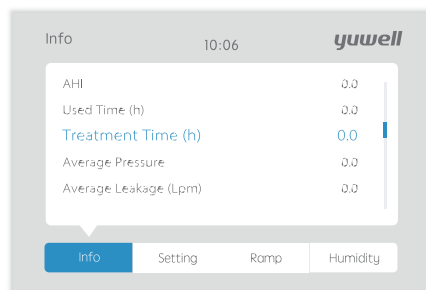 Info 10:06 yuwell
AHI 0.0
Used Time (h) 0.0
Treatment Time (h) 0.0
Average Pressure 0.0
Average Leakage (Lpm) 0.0
Info Setting Ramp Humidity